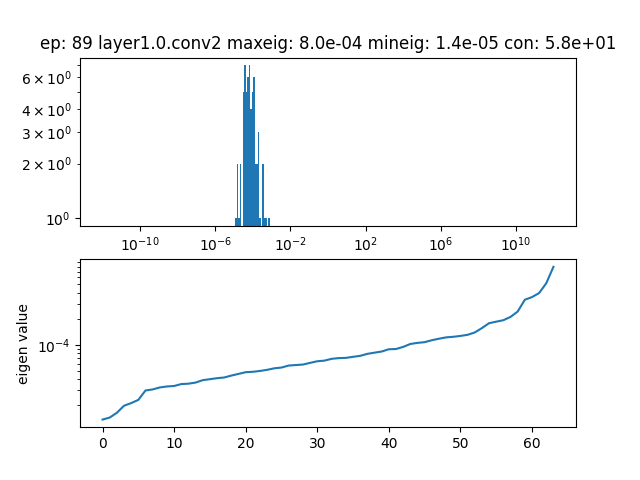 ep: 89 layer1.0.conv2 maxeig: 8.0e-04 mineig: 1.4e-05 con: 5.8e+01
6 × 10⁰
4 × 10⁰
3 × 10⁰
2 × 10⁰
10⁰
10⁻¹⁰ 10⁻⁶ 10⁻² 10² 10⁶ 10¹⁰
eigen value
10⁻⁴
0 10 20 30 40 50 60